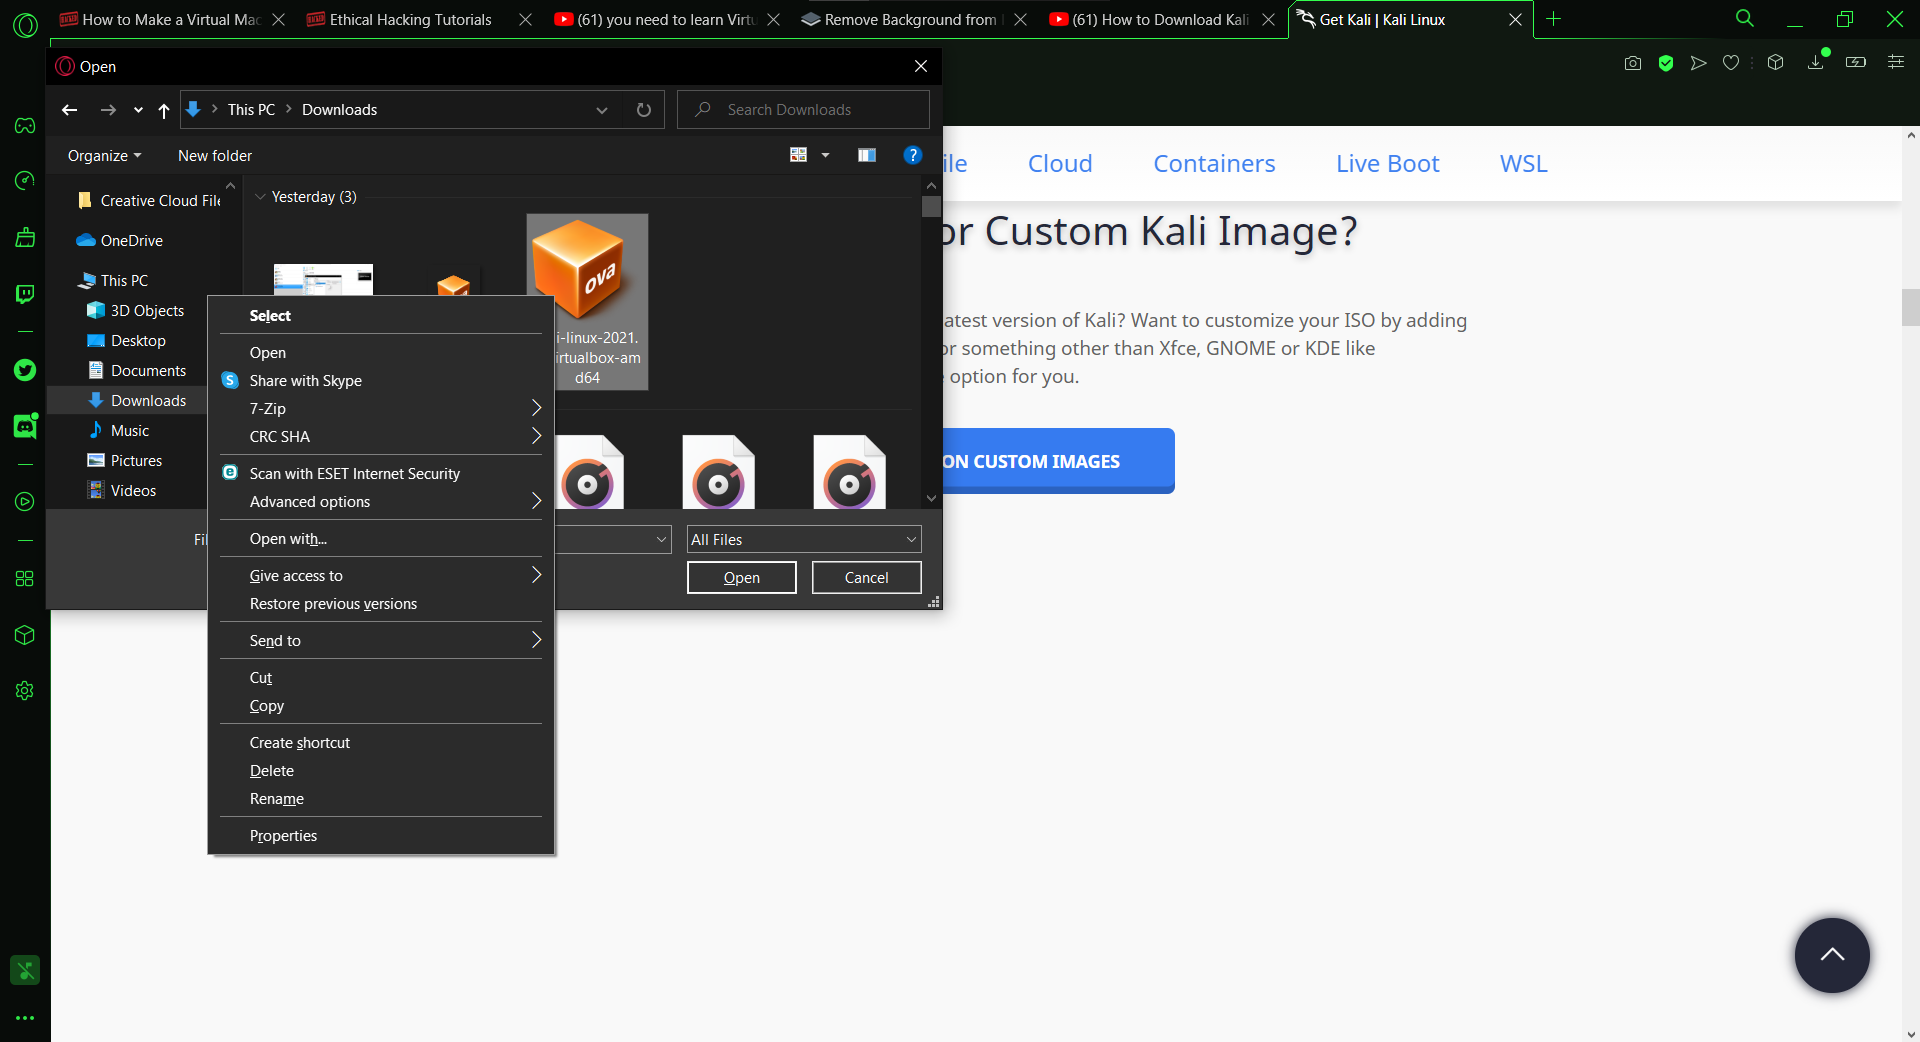 How to Make a Virtual Mac
Ethical Hacking Tutorials
(61) you need to learn Virtu
Remove Background from
(61) How to Download Kali
Get Kali | Kali Linux
Open
This PC
Downloads
Search Downloads
Organize
New folder
Creative Cloud File
OneDrive
This PC
3D Objects
Desktop
Documents
Downloads
Music
Pictures
Videos
Yesterday (3)
ova
i-linux-2021.
irtualbox-am
d64
Select
Open
Share with Skype
7-Zip
CRC SHA
Scan with ESET Internet Security
Advanced options
Open with...
Give access to
Restore previous versions
Send to
Cut
Copy
Create shortcut
Delete
Rename
Properties
Fil
All Files
Open
Cancel
ile
Cloud
Containers
Live Boot
WSL
or Custom Kali Image?
atest version of Kali? Want to customize your ISO by adding
or something other than Xfce, GNOME or KDE like
option for you.
ON CUSTOM IMAGES